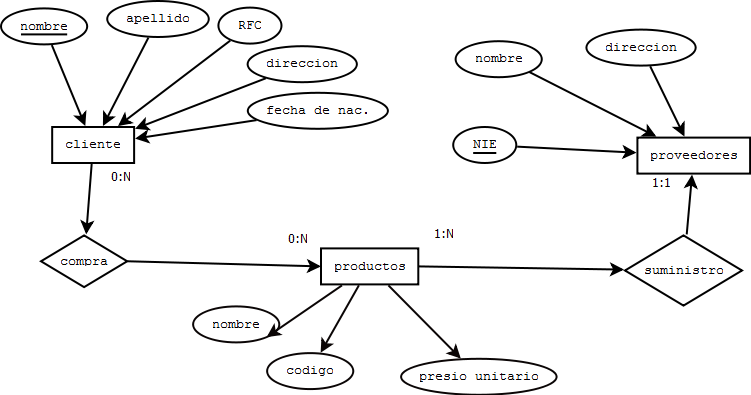 nombre
apellido
RFC
direccion
fecha de nac.
cliente
0:N
compra
0:N
productos
1:N
nombre
codigo
presio unitario
nombre
direccion
NIE
proveedores
1:1
suministro